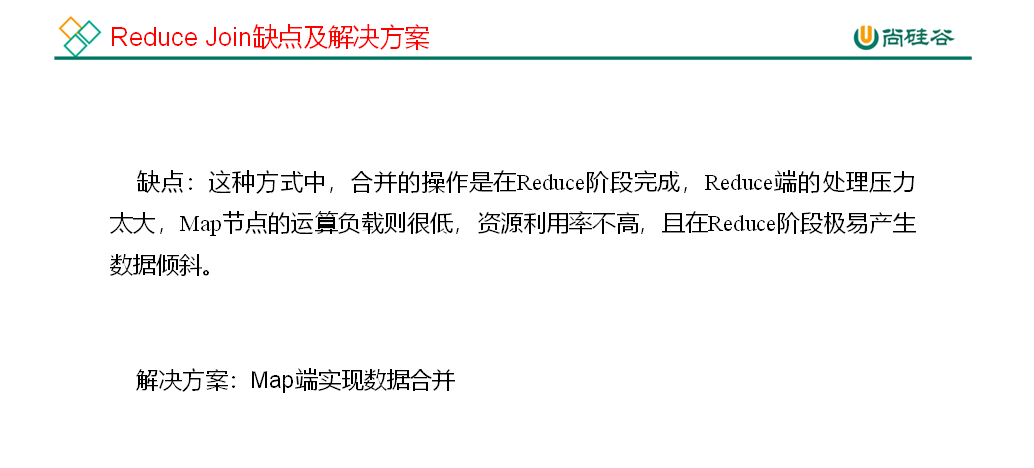 Reduce Join缺点及解决方案
尚硅谷
缺点：这种方式中，合并的操作是在Reduce阶段完成，Reduce端的处理压力
太大，Map节点的运算负载则很低，资源利用率不高，且在Reduce阶段极易产生
数据倾斜。
解决方案：Map端实现数据合并